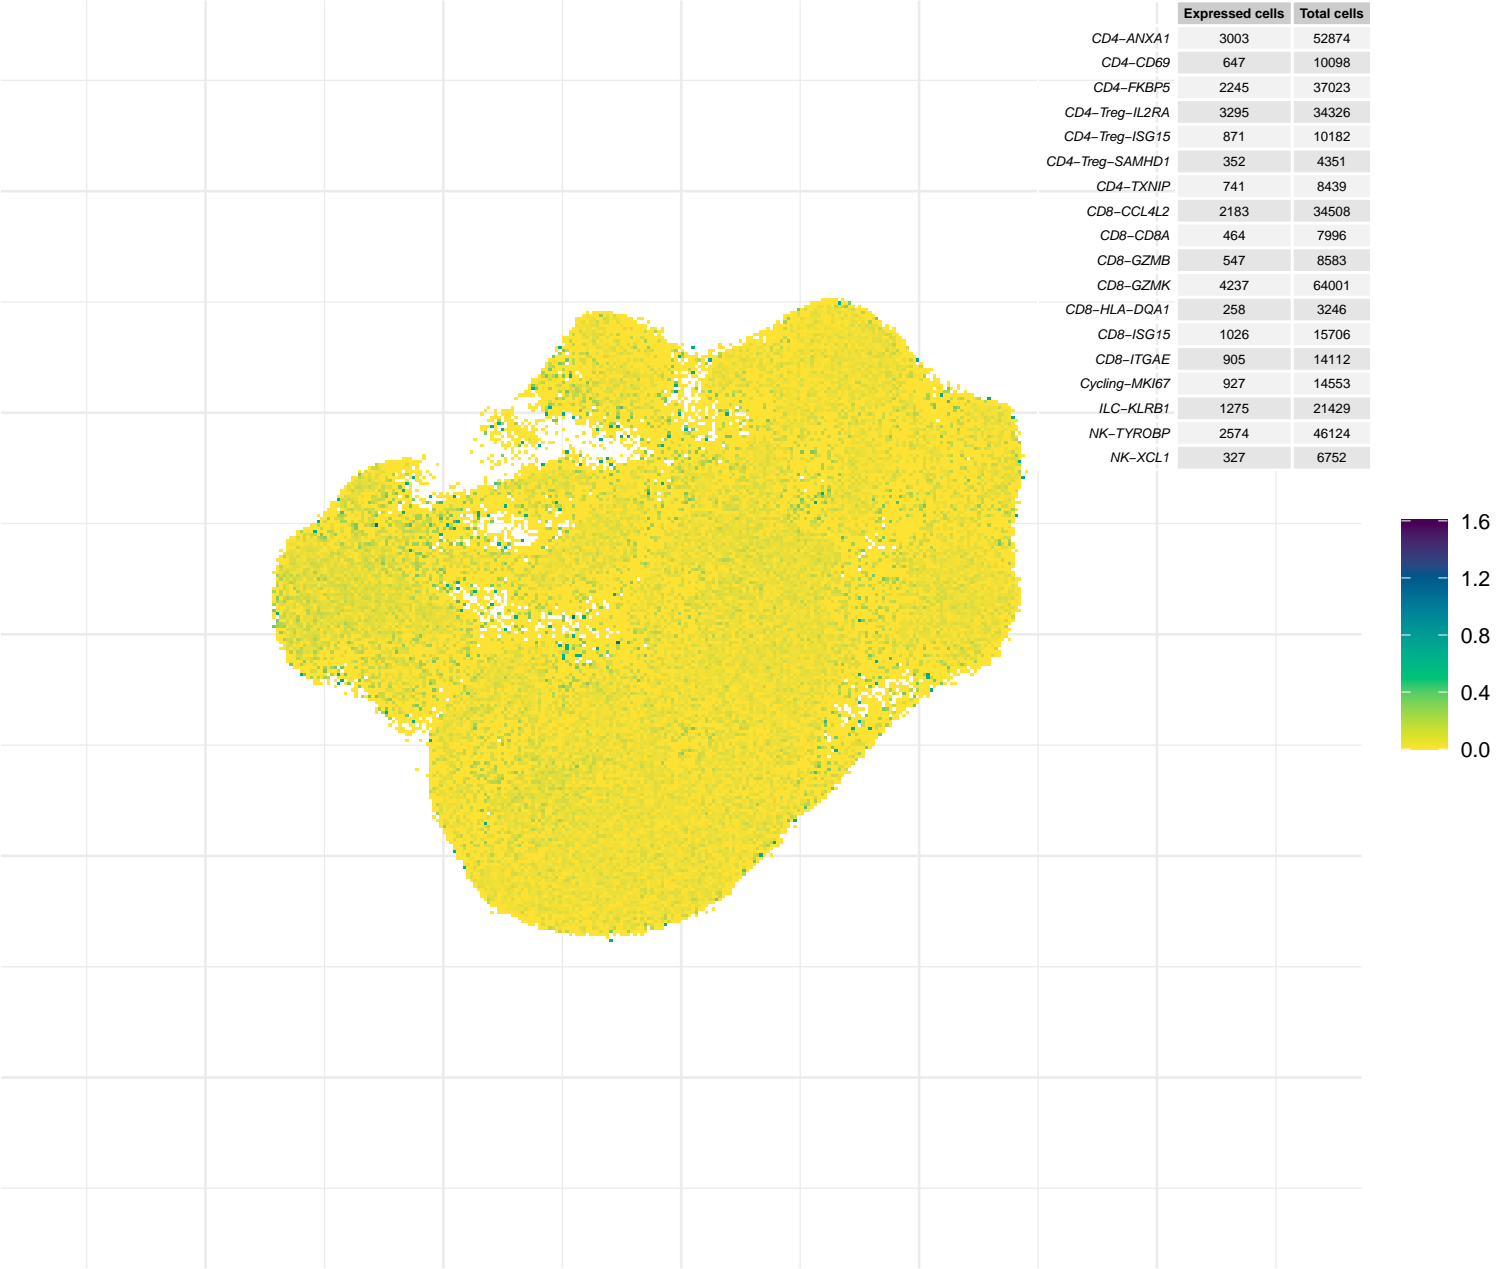 Expressed cells Total cells
CD4−ANXA1 3003 52874
CD4−CD69 647 10098
CD4−FKBP5 2245 37023
CD4−Treg−IL2RA 3295 34326
CD4−Treg−ISG15 871 10182
CD4−Treg−SAMHD1 352 4351
CD4−TXNIP 741 8439
CD8−CCL4L2 2183 34508
CD8−CD8A 464 7996
CD8−GZMB 547 8583
CD8−GZMK 4237 64001
CD8−HLA−DQA1 258 3246
CD8−ISG15 1026 15706
CD8−ITGAE 905 14112
Cycling−MKI67 927 14553
ILC−KLRB1 1275 21429
NK−TYROBP 2574 46124
NK−XCL1 327 6752
1.6
1.2
0.8
0.4
0.0